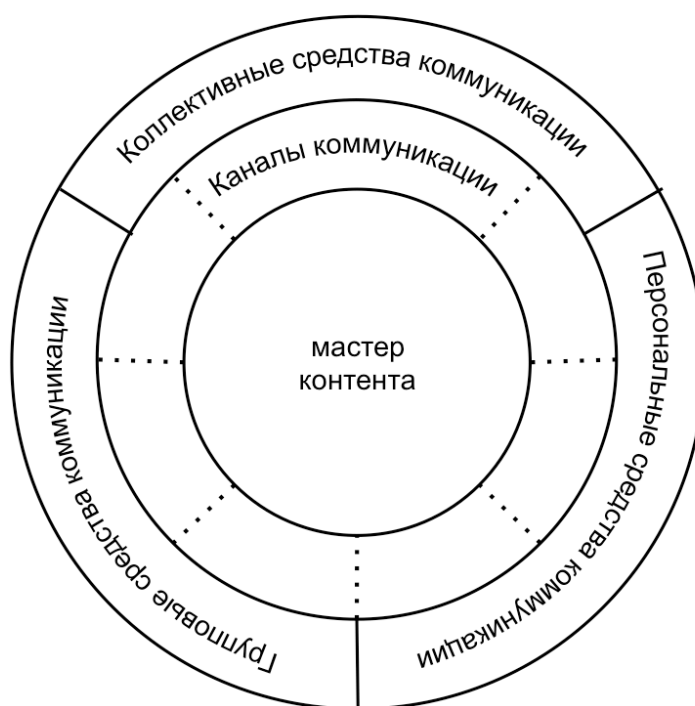 Коллективные средства коммуникации
Каналы коммуникации
мастер
контента
Групповые средства коммуникации
Персональные средства коммуникации